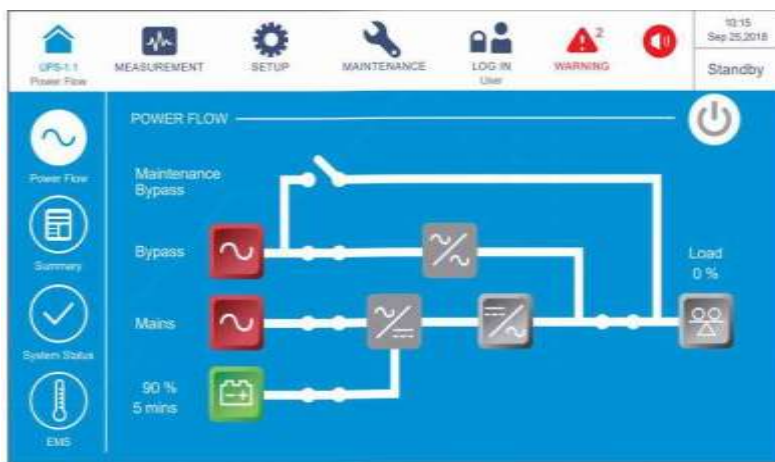 UPS-1.1
Power Flow
MEASUREMENT
SETUP
MAINTENANCE
LOG IN
User
WARNING
2
10:15
Sep 25,2018
Standby
POWER FLOW
Power Flow
Maintenance
Bypass
Bypass
Summary
Load
0 %
Mains
System Status
90 %
5 mins
EMS